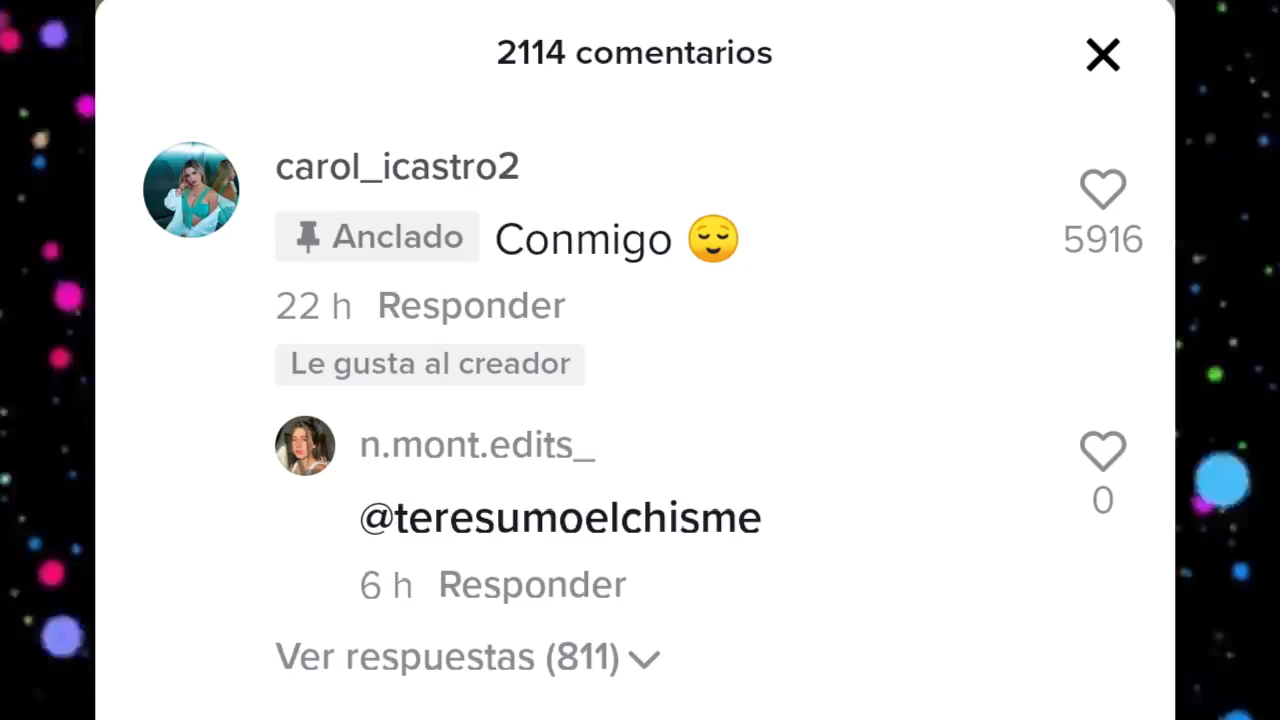 2114 comentarios
carol_icastro2
Anclado Conmigo 😌
5916
22 h Responder
Le gusta al creador
n.mont.edits_
@teresumoelchisme
0
6 h Responder
Ver respuestas (811)